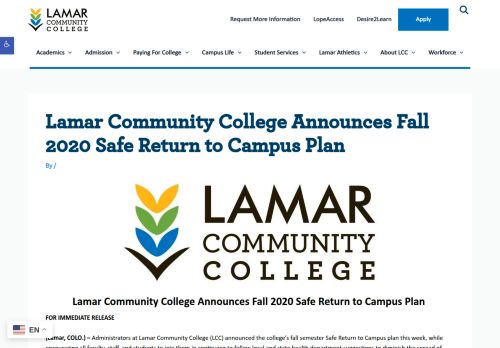 LAMAR
COMMUNITY
COLLEGE
Request More Information LopeAccess Desire2Learn Apply
Academics Admission Paying For College Campus Life Student Services Lamar Athletics About LCC Workforce
Lamar Community College Announces Fall
2020 Safe Return to Campus Plan
By /
LAMAR
COMMUNITY
COLLEGE
Lamar Community College Announces Fall 2020 Safe Return to Campus Plan
FOR IMMEDIATE RELEASE
(Lamar, COLO.) – Administrators at Lamar Community College (LCC) announced the college's fall semester Safe Return to Campus plan this week, while
EN